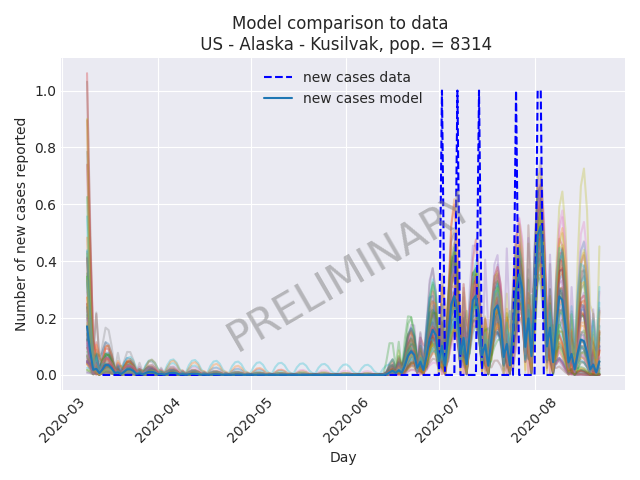 Model comparison to data
US - Alaska - Kusilvak, pop. = 8314
new cases data
new cases model
Number of new cases reported
1.0
0.8
0.6
0.4
0.2
0.0
PRELIMINARY
2020-03
2020-04
2020-05
2020-06
2020-07
2020-08
Day